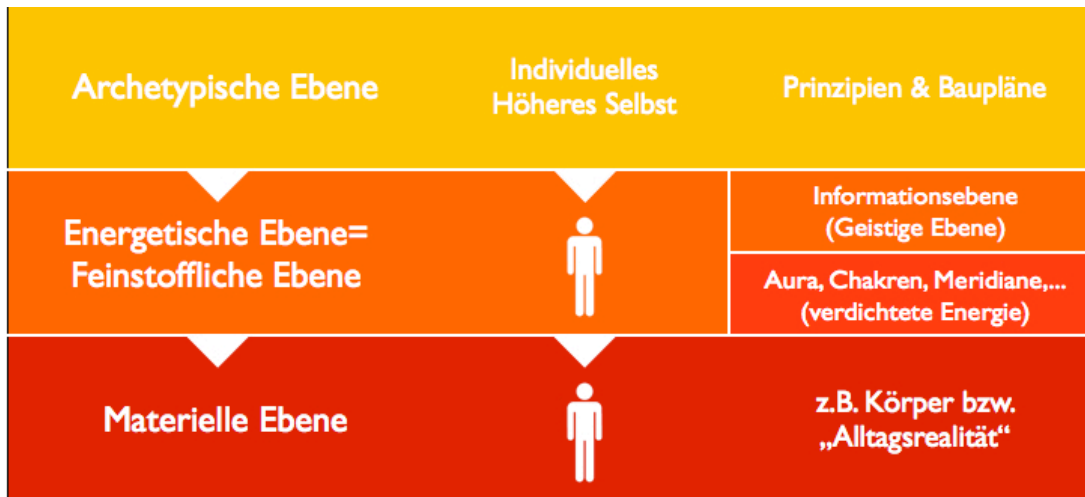 Archetypische Ebene
Individuelles
Höheres Selbst
Prinzipien & Baupläne
Energetische Ebene=
Feinstoffliche Ebene
Informationsebene
(Geistige Ebene)
Aura, Chakren, Meridiane,...
(verdichtete Energie)
Materielle Ebene
z.B. Körper bzw.
„Alltagsrealität“